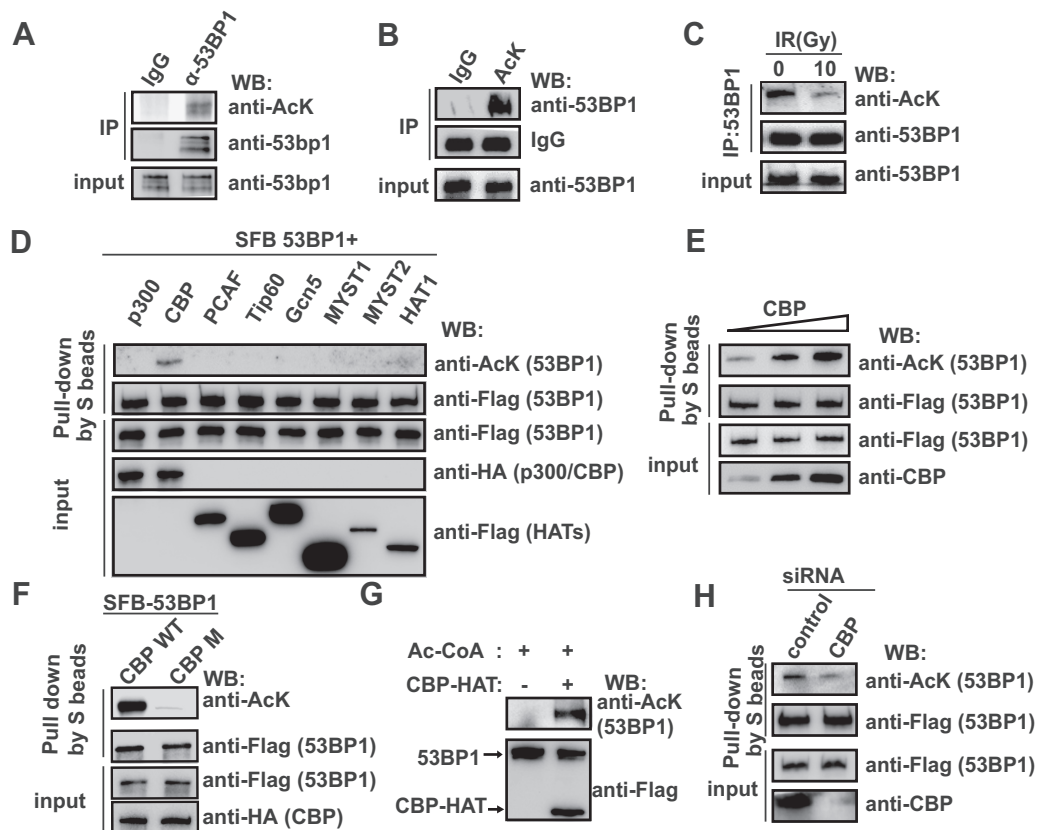 A
IgG
α-53BP1
WB:
IP
anti-AcK
anti-53bp1
input
anti-53bp1
B
IgG
AcK
WB:
IP
anti-53BP1
IgG
input
anti-53BP1
C
IR(Gy)
0 10
WB:
IP:53BP1
anti-AcK
anti-53BP1
input
anti-53BP1
D
SFB 53BP1+
p300
CBP
PCAF
Tip60
Gcn5
MYST1
MYST2
HAT1
WB:
Pull-down
by S beads
anti-AcK (53BP1)
anti-Flag (53BP1)
input
anti-Flag (53BP1)
anti-HA (p300/CBP)
anti-Flag (HATs)
E
CBP
WB:
Pull-down
by S beads
anti-AcK (53BP1)
anti-Flag (53BP1)
input
anti-Flag (53BP1)
anti-CBP
F
SFB-53BP1
CBP WT
CBP M
WB:
Pull down
by S beads
anti-AcK
anti-Flag (53BP1)
input
anti-Flag (53BP1)
anti-HA (CBP)
G
Ac-CoA : + +
CBP-HAT: - +
WB:
anti-AcK
(53BP1)
53BP1
CBP-HAT
anti-Flag
H
siRNA
control
CBP
WB:
Pull-down
by S beads
anti-AcK (53BP1)
anti-Flag (53BP1)
input
anti-Flag (53BP1)
anti-CBP